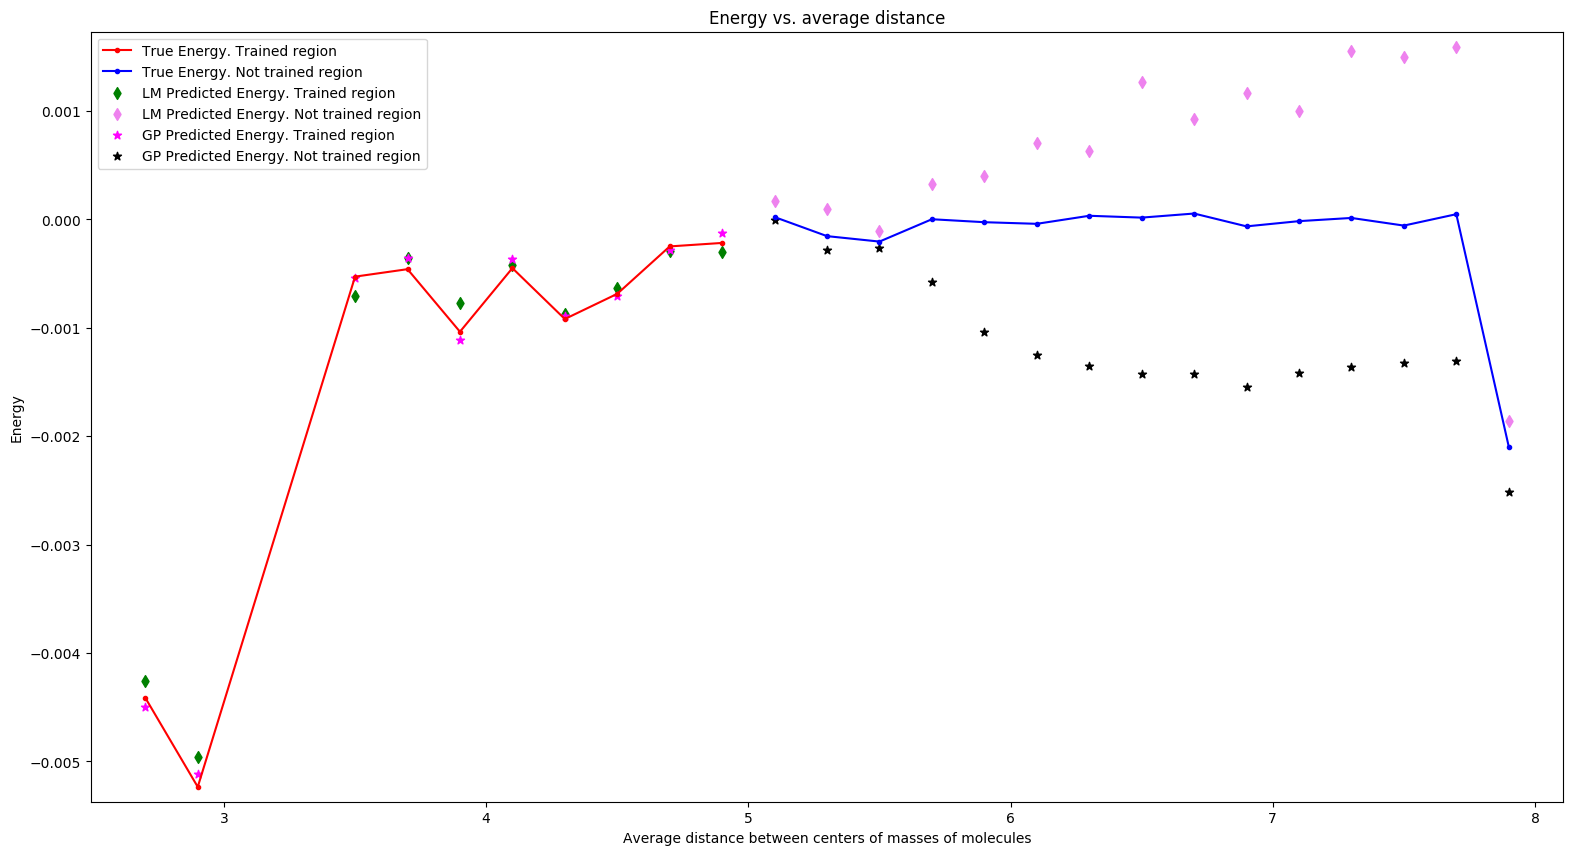 Energy vs. average distance
True Energy. Trained region
True Energy. Not trained region
LM Predicted Energy. Trained region
LM Predicted Energy. Not trained region
GP Predicted Energy. Trained region
GP Predicted Energy. Not trained region
Energy
0.001
0.000
−0.001
−0.002
−0.003
−0.004
−0.005
3 4 5 6 7 8
Average distance between centers of masses of molecules